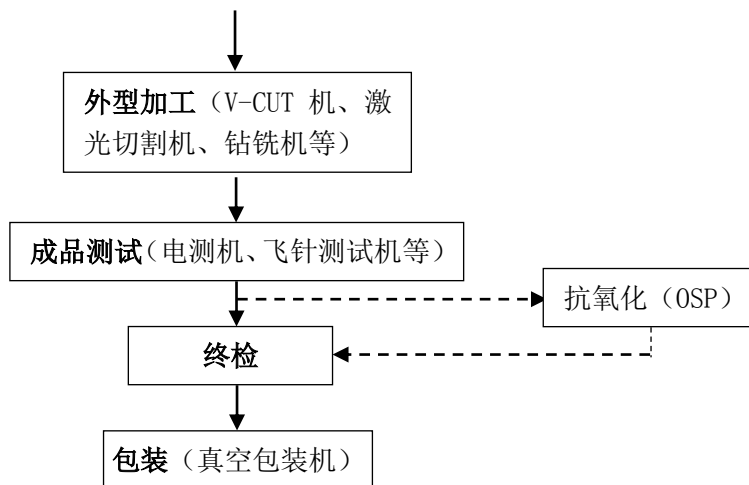 外型加工（V-CUT 机、激
光切割机、钻铣机等）
成品测试（电测机、飞针测试机等）
抗氧化（OSP）
终检
包装（真空包装机）